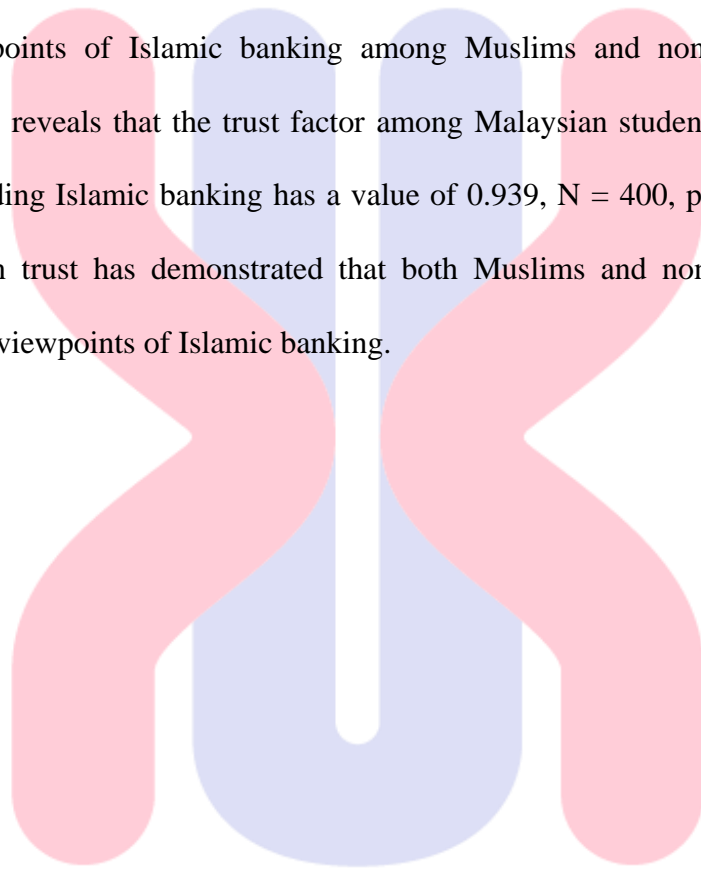 points of Islamic banking among Muslims and non
reveals that the trust factor among Malaysian studen
ding Islamic banking has a value of 0.939, N = 400, p
n trust has demonstrated that both Muslims and non
viewpoints of Islamic banking.